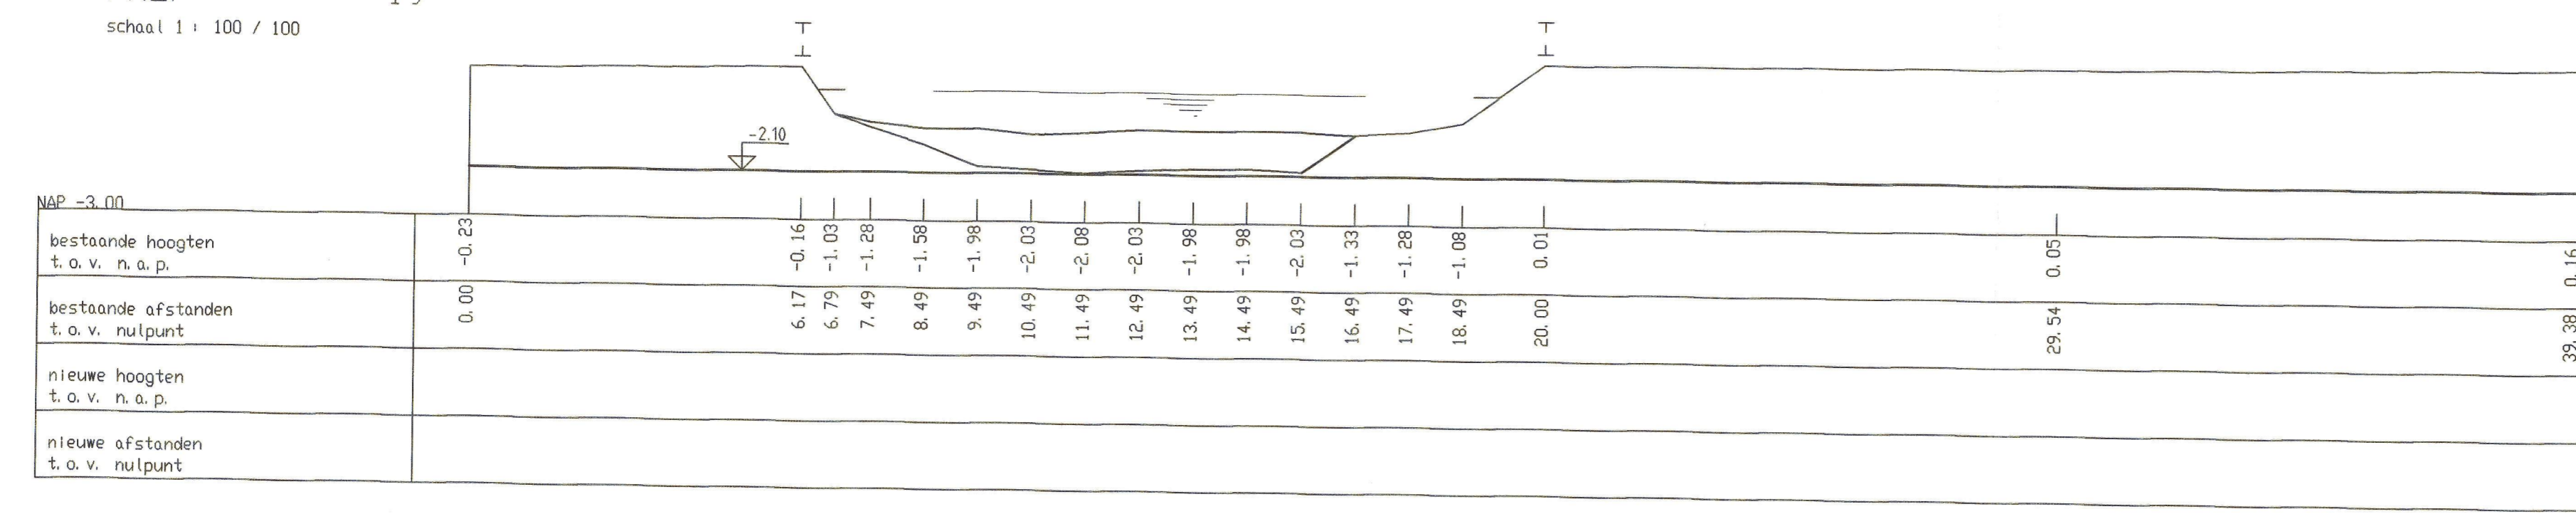 schaal 1: 100 / 100
-2.10
NAP -3.00
bestaande hoogten
t.o.v. n.a.p.
-0.23 -0.16 -1.03 -1.28 -1.58 -1.98 -2.03 -2.08 -2.03 -1.98 -1.98 -2.03 -1.33 -1.28 -1.08 0.01 0.05 0.16
bestaande afstanden
t.o.v. nulpunt
0.00 6.17 6.79 7.49 8.49 9.49 10.49 11.49 12.49 13.49 14.49 15.49 16.49 17.49 18.49 20.00 29.54 39.38
nieuwe hoogten
t.o.v. n.a.p.
nieuwe afstanden
t.o.v. nulpunt